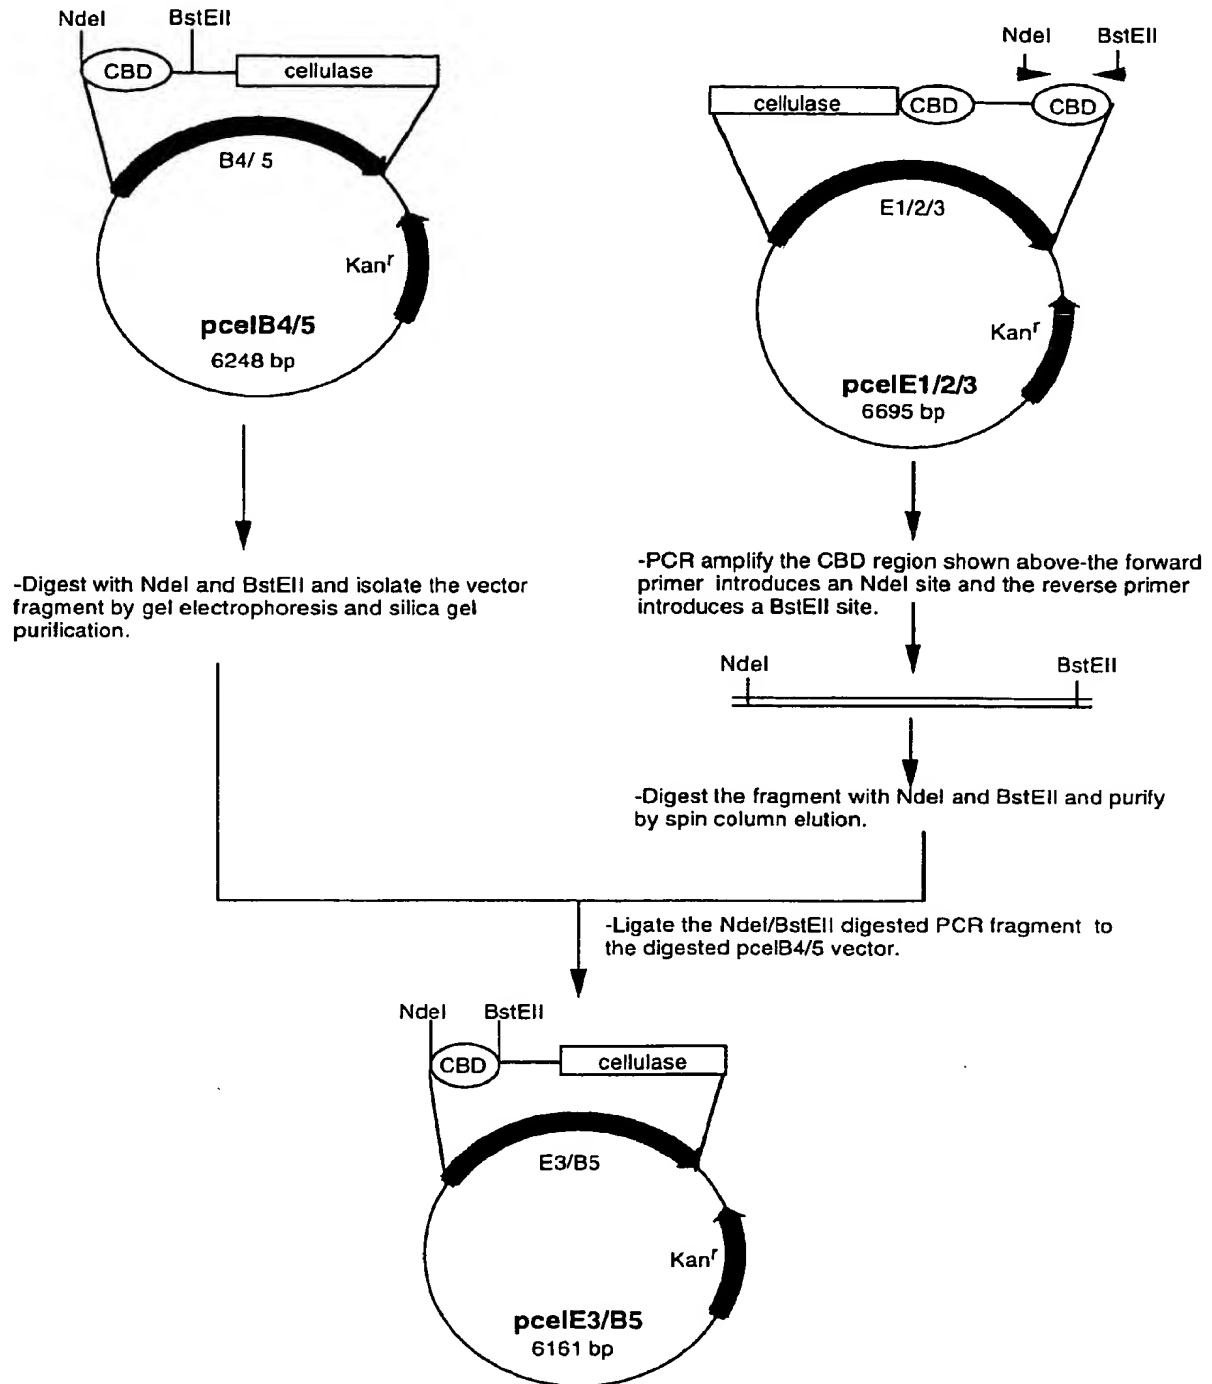 NdeI BstEII
CBD cellulase
B4/ 5
Kanʳ
pcelB4/5
6248 bp
-Digest with NdeI and BstEII and isolate the vector
fragment by gel electrophoresis and silica gel
purification.
NdeI BstEII
cellulase CBD CBD
E1/2/3
Kanʳ
pcelE1/2/3
6695 bp
-PCR amplify the CBD region shown above-the forward
primer introduces an NdeI site and the reverse primer
introduces a BstEII site.
NdeI BstEII
-Digest the fragment with NdeI and BstEII and purify
by spin column elution.
-Ligate the NdeI/BstEII digested PCR fragment to
the digested pcelB4/5 vector.
NdeI BstEII
CBD cellulase
E3/B5
Kanʳ
pcelE3/B5
6161 bp